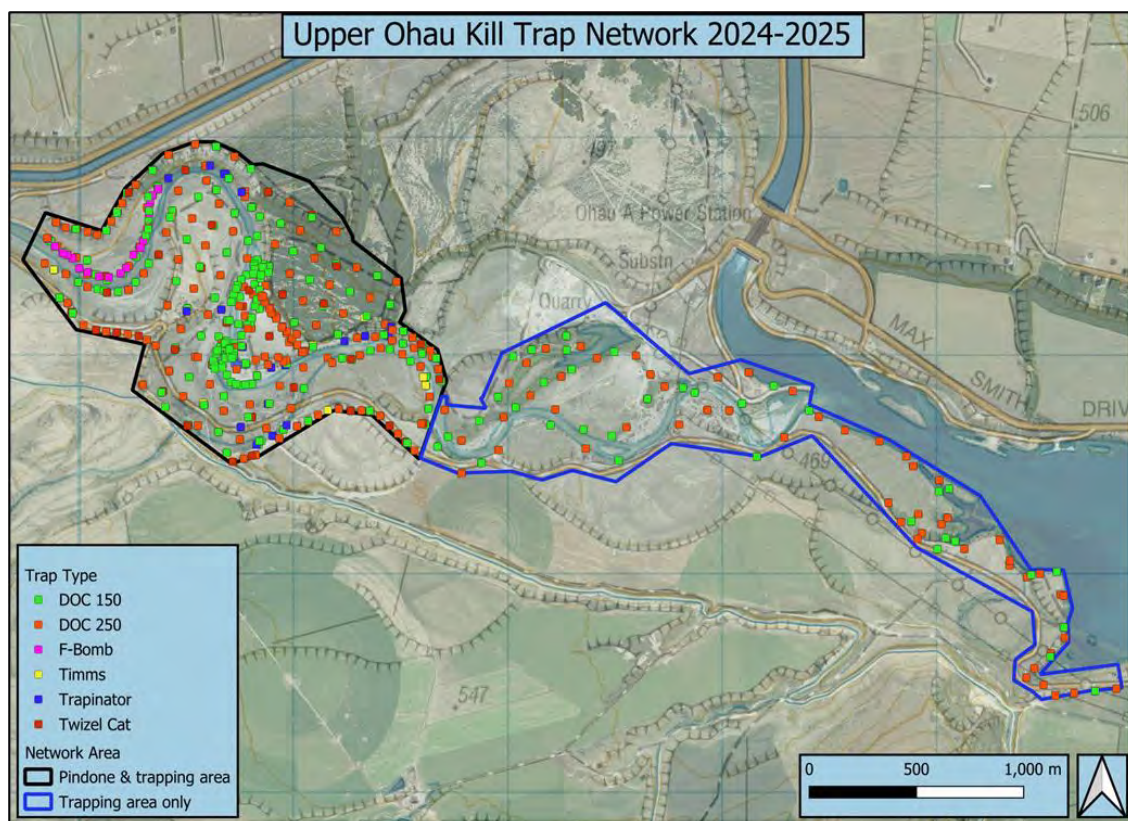 Upper Ohau Kill Trap Network 2024-2025
506
497
Ohau A Power Station
Substn
Quarry
MAX
SMITH
DRIV
469
547
Trap Type
DOC 150
DOC 250
F-Bomb
Timms
Trapinator
Twizel Cat
Network Area
Pindone & trapping area
Trapping area only
0 500 1,000 m